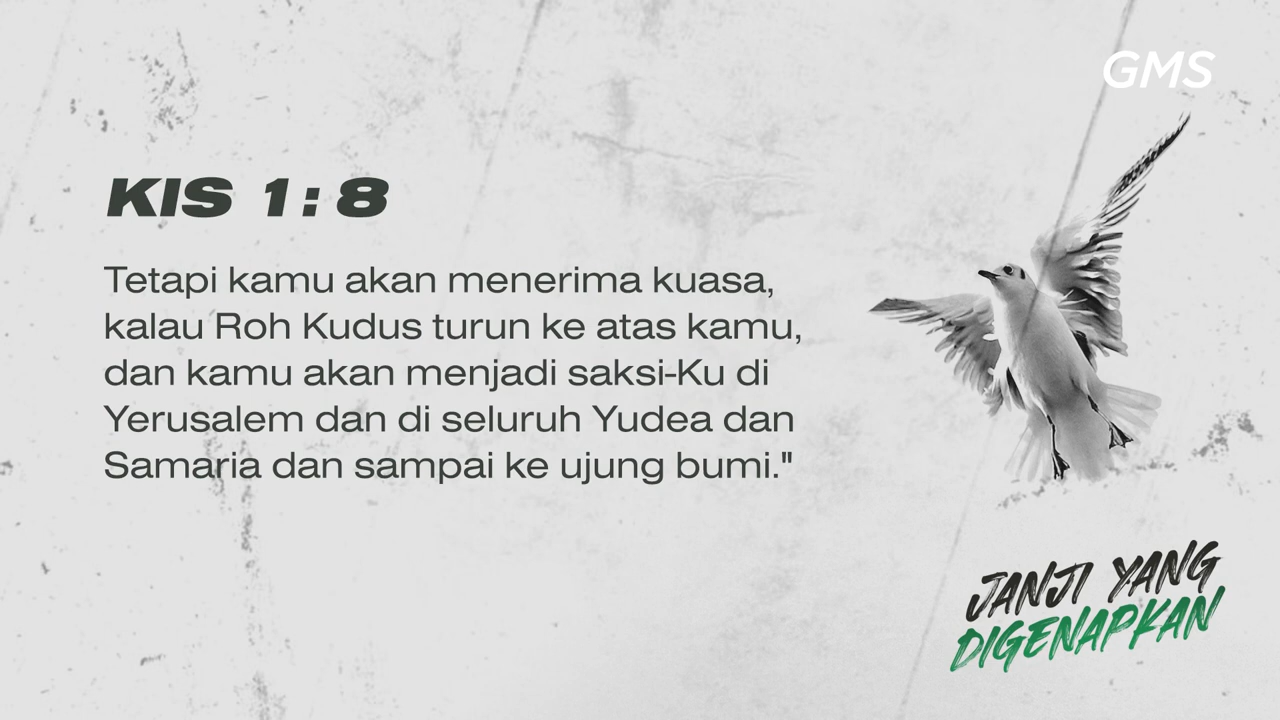 GMS
KIS 1:8
Tetapi kamu akan menerima kuasa,
kalau Roh Kudus turun ke atas kamu,
dan kamu akan menjadi saksi-Ku di
Yerusalem dan di seluruh Yudea dan
Samaria dan sampai ke ujung bumi."
JANJI YANG
DIGENAPKAN